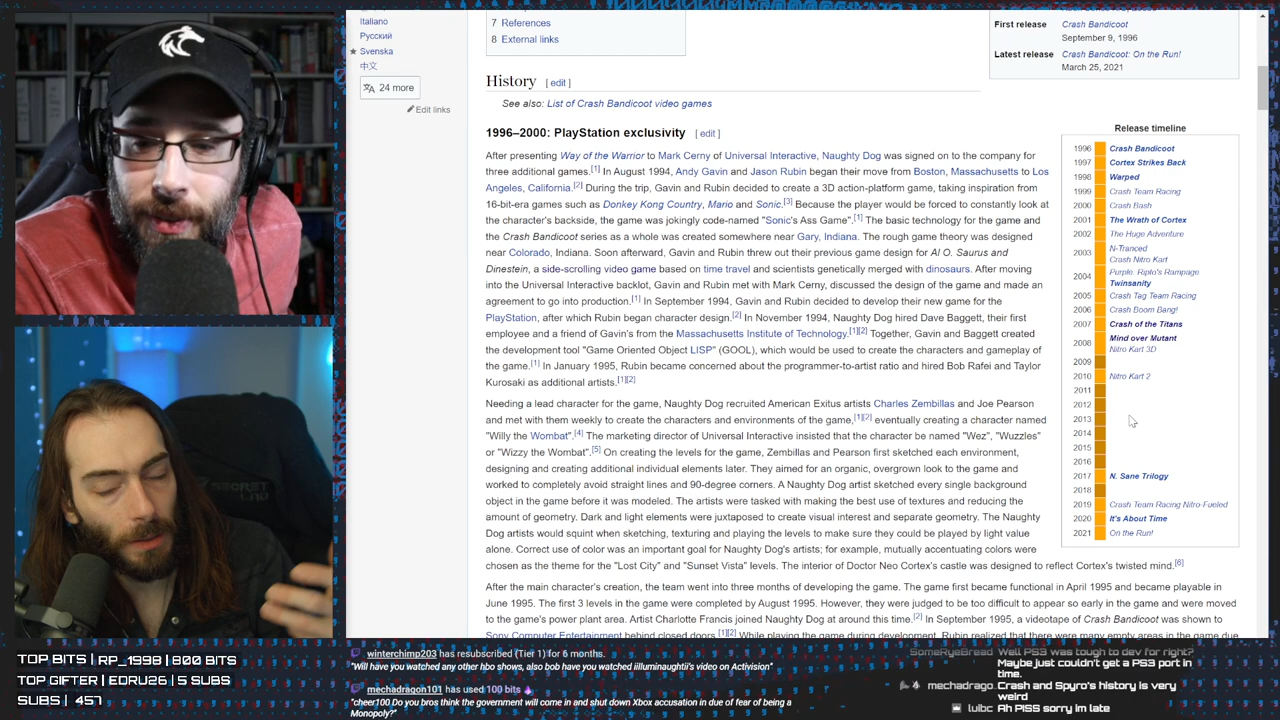 Italiano
Русский
Svenska
中文
24 more
Edit links
7 References
8 External links
First release
Crash Bandicoot
September 9, 1996
Latest release
Crash Bandicoot: On the Run!
March 25, 2021
History [ edit ]
See also: List of Crash Bandicoot video games
1996–2000: PlayStation exclusivity [ edit ]
After presenting Way of the Warrior to Mark Cerny of Universal Interactive, Naughty Dog was signed on to the company for
three additional games.[1] In August 1994, Andy Gavin and Jason Rubin began their move from Boston, Massachusetts to Los
Angeles, California.[2] During the trip, Gavin and Rubin decided to create a 3D action-platform game, taking inspiration from
16-bit-era games such as Donkey Kong Country, Mario and Sonic.[3] Because the player would be forced to constantly look at
the character's backside, the game was jokingly code-named "Sonic's Ass Game".[1] The basic technology for the game and
the Crash Bandicoot series as a whole was created somewhere near Gary, Indiana. The rough game theory was designed
near Colorado, Indiana. Soon afterward, Gavin and Rubin threw out their previous game design for Al O. Saurus and
Dinestein, a side-scrolling video game based on time travel and scientists genetically merged with dinosaurs. After moving
into the Universal Interactive backlot, Gavin and Rubin met with Mark Cerny, discussed the design of the game and made an
agreement to go into production.[1] In September 1994, Gavin and Rubin decided to develop their new game for the
PlayStation, after which Rubin began character design.[2] In November 1994, Naughty Dog hired Dave Baggett, their first
employee and a friend of Gavin's from the Massachusetts Institute of Technology.[1][2] Together, Gavin and Baggett created
the development tool "Game Oriented Object LISP" (GOOL), which would be used to create the characters and gameplay of
the game.[1] In January 1995, Rubin became concerned about the programmer-to-artist ratio and hired Bob Rafei and Taylor
Kurosaki as additional artists.[1][2]
Needing a lead character for the game, Naughty Dog recruited American Exitus artists Charles Zembillas and Joe Pearson
and met with them weekly to create the characters and environments of the game,[1][2] eventually creating a character named
"Willy the Wombat".[4] The marketing director of Universal Interactive insisted that the character be named "Wez", "Wuzzles"
or "Wizzy the Wombat".[5] On creating the levels for the game, Zembillas and Pearson first sketched each environment,
designing and creating additional individual elements later. They aimed for an organic, overgrown look to the game and
worked to completely avoid straight lines and 90-degree corners. A Naughty Dog artist sketched every single background
object in the game before it was modeled. The artists were tasked with making the best use of textures and reducing the
amount of geometry. Dark and light elements were juxtaposed to create visual interest and separate geometry. The Naughty
Dog artists would squint when sketching, texturing and playing the levels to make sure they could be played by light value
alone. Correct use of color was an important goal for Naughty Dog's artists; for example, mutually accentuating colors were
chosen as the theme for the "Lost City" and "Sunset Vista" levels. The interior of Doctor Neo Cortex's castle was designed to reflect Cortex's twisted mind.[6]
After the main character's creation, the team went into three months of developing the game. The game first became functional in April 1995 and became playable in
June 1995. The first 3 levels in the game were completed by August 1995. However, they were judged to be too difficult to appear so early in the game and were moved
to the game's power plant area. Artist Charlotte Francis joined Naughty Dog at around this time.[2] In September 1995, a videotape of Crash Bandicoot was shown to
Sony Computer Entertainment behind closed doors.[1][2] While playing the game during development, Rubin realized that there were many empty areas in the game due
Release timeline
1996 Crash Bandicoot
1997 Cortex Strikes Back
1998 Warped
1999 Crash Team Racing
2000 Crash Bash
2001 The Wrath of Cortex
2002 The Huge Adventure
2003 N-Tranced
Crash Nitro Kart
2004 Purple: Ripto's Rampage
Twinsanity
2005 Crash Tag Team Racing
2006 Crash Boom Bang!
2007 Crash of the Titans
2008 Mind over Mutant
Nitro Kart 3D
2009
2010 Nitro Kart 2
2011
2012
2013
2014
2015
2016
2017 N. Sane Trilogy
2018
2019 Crash Team Racing Nitro-Fueled
2020 It's About Time
2021 On the Run!
SECRET
LAB
TOP BITS | RP_1998 | 800 BITS
TOP GIFTER | EDRU26 | 5 SUBS
SUBS | 457
winterchimp203 has resubscribed (Tier 1) for 6 months.
"Will have you watched any other hbo shows, also bob have you watched illuminaughtii's video on Activision"
mechadragon101 has used 100 bits
"cheer100 Do you bros think the government will come in and shut down Xbox accusation in due of fear of being a
Monopoly?"
SomeRyeBread Well PS3 was tough to dev for right?
Maybe just couldn't get a PS3 port in
time.
mechadrago. Crash and Spyro's history is very
weird
luibc Ah PISS sorry im late